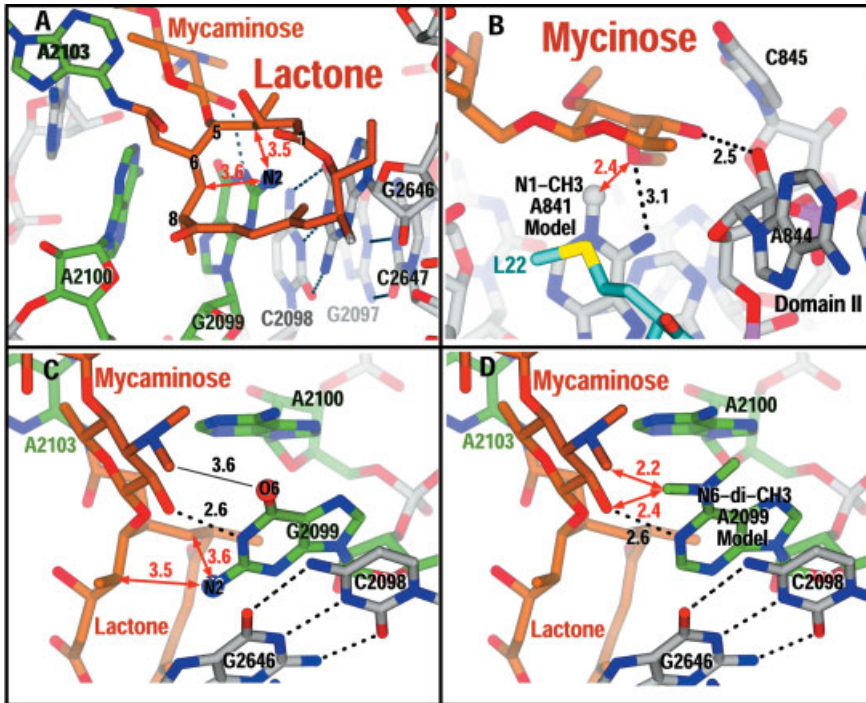 A
A2103
Mycaminose
Lactone
5
1
6
3.5
3.6
N2
8
G2646
A2100
G2099
C2098
G2097
C2647
B
Mycinose
C845
2.4
2.5
N1–CH3
A841
Model
3.1
L22
A844
Domain II
C
Mycaminose
A2100
A2103
3.6
O6
2.6
G2099
3.6
3.5
N2
Lactone
C2098
G2646
D
Mycaminose
A2100
A2103
2.2
N6–di–CH3
2.4
A2099
2.6
Model
C2098
Lactone
G2646